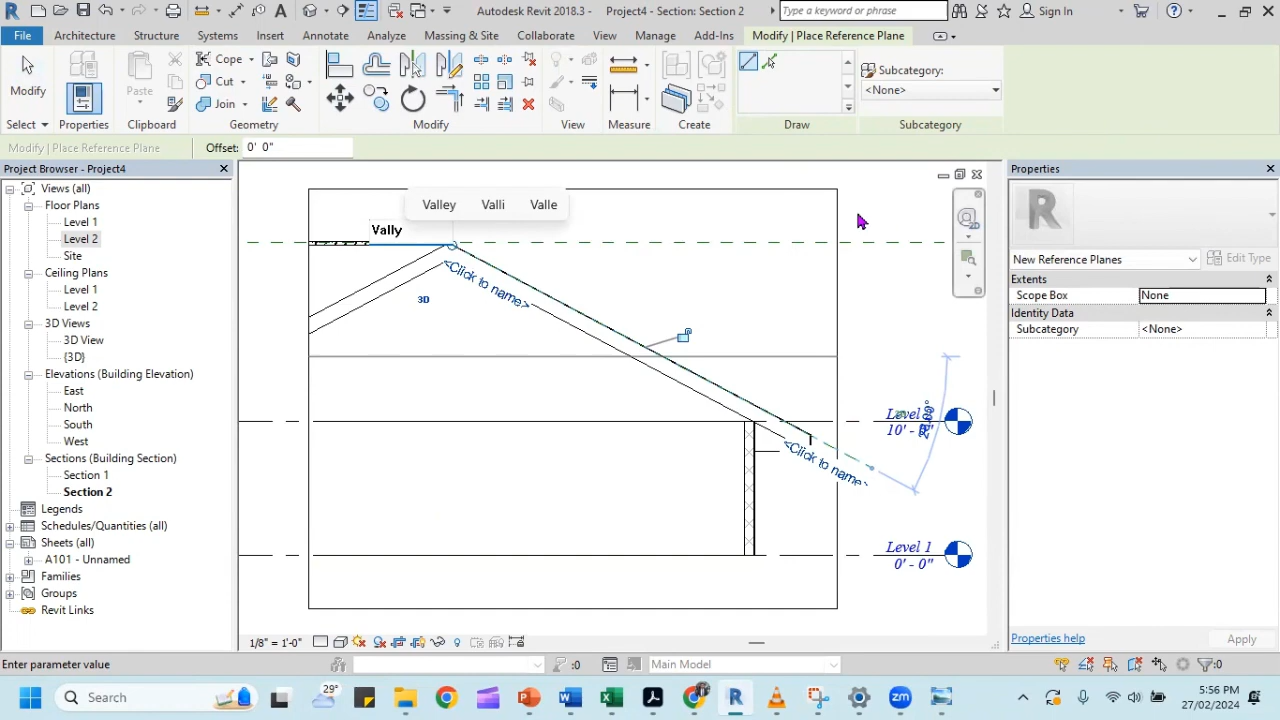 Autodesk Revit 2018.3 - Project4 - Section: Section 2
Type a keyword or phrase
Sign In
File Architecture Structure Systems Insert Annotate Analyze Massing & Site Collaborate View Manage Add-Ins Modify | Place Reference Plane
Modify
Paste
Cope
Cut
Join
Subcategory:
<None>
Select Properties Clipboard Geometry Modify View Measure Create Draw Subcategory
Modify | Place Reference Plane
Offset: 0' 0"
Project Browser - Project4
Views (all)
Floor Plans
Level 1
Level 2
Site
Ceiling Plans
Level 1
Level 2
3D Views
3D View
{3D}
Elevations (Building Elevation)
East
North
South
West
Sections (Building Section)
Section 1
Section 2
Legends
Schedules/Quantities (all)
Sheets (all)
A101 - Unnamed
Families
Groups
Revit Links
Valley Valli Valle
Vally
<Click to name>
3D
2D
<Click to name>
10' - 0"
Level 1
0' - 0"
Properties
New Reference Planes
Edit Type
Extents
Scope Box None
Identity Data
Subcategory <None>
Properties help
Apply
1/8" = 1'-0"
Enter parameter value
:0
Main Model
:0
Search
29°
5:56 PM
27/02/2024